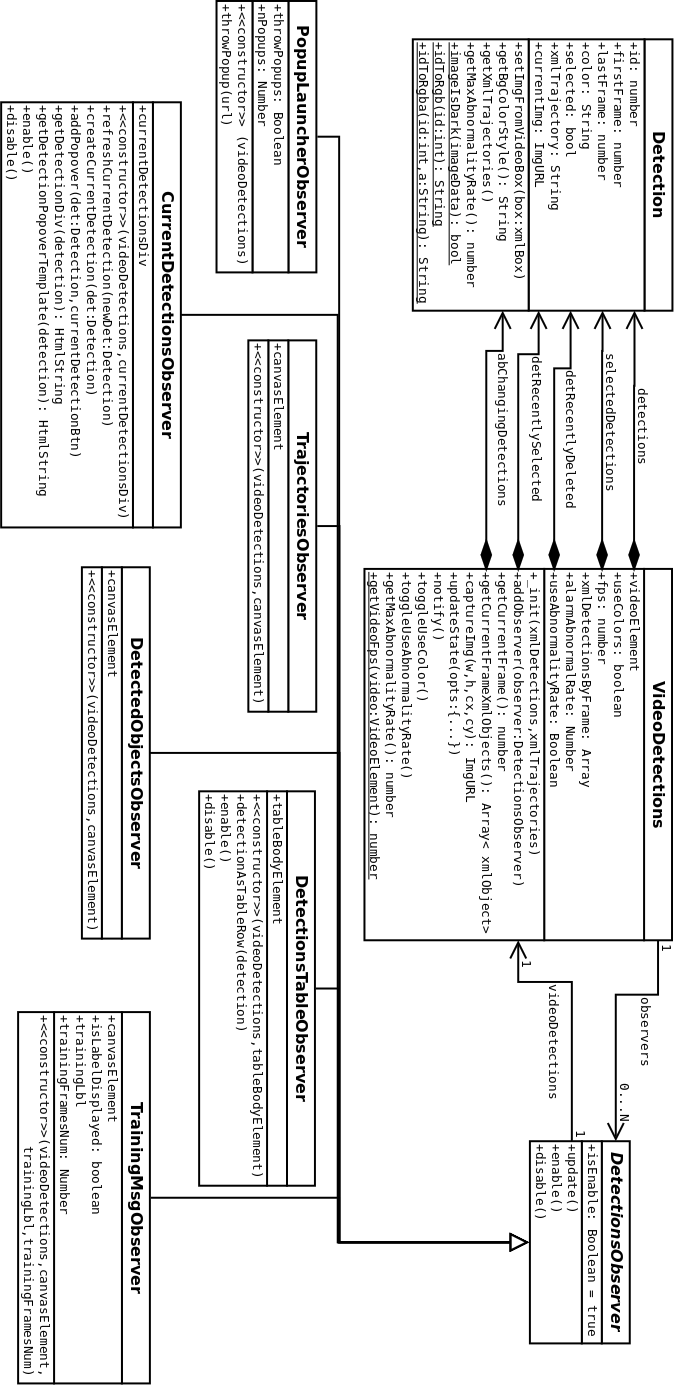 Detection
+id: number
+firstFrame: number
+lastFrame: number
+color: String
+selected: bool
+xmlTrajectory: String
+currentImg: ImgURL
+setImgFromVideoBox(box:xmlBox)
+getBgColorStyle(): String
+getXmlTrajectories()
+getMaxAbnormalityRate(): number
+imageIsDark(imageData): bool
+idToRgb(id:int): String
+idToRgba(id:int,a:String): String
detections
selectedDetections
detRecentlyDeleted
detRecentlySelected
abChangingDetections
VideoDetections
+videoElement
+useColors: boolean
+fps: number
+xmlDetectionsByFrame: Array
+alarmAbnormalRate: Number
+useAbnormalityRate: Boolean
+_init(xmlDetections,xmlTrajectories)
+addObserver(observer:DetectionsObserver)
+getCurrentFrame(): number
+getCurrentFrameXmlObjects(): Array< xmlObject>
+captureImg(w,h,cx,cy): ImgURL
+updateState(opts:{...})
+notify()
+toggleUseColor()
+toggleUseAbnormalityRate()
+getMaxAbnormalityRate(): number
+getVideoFps(video:VideoElement): number
1
observers
0...N
1
videoDetections
1
DetectionsObserver
+isEnable: Boolean = true
+update()
+enable()
+disable()
PopupLauncherObserver
+throwPopups: Boolean
+nPopups: Number
+<<constructor>> (videoDetections)
+throwPopup(url)
TrajectoriesObserver
+canvasElement
+<<constructor>>(videoDetections,canvasElement)
DetectionsTableObserver
+tableBodyElement
+<<constructor>>(videoDetections,tableBodyElement)
+detectionAsTableRow(detection)
+enable()
+disable()
CurrentDetectionsObserver
+currentDetectionsDiv
+<<constructor>>(videoDetections,currentDetectionsDiv)
+refreshCurrentDetection(newDet:Detection)
+createCurrentDetection(det:Detection)
+addPopover(det:Detection,currentDetectionBtn)
+getDetectionDiv(detection): HtmlString
+getDetectionPopoverTemplate(detection): HtmlString
+enable()
+disable()
DetectedObjectsObserver
+canvasElement
+<<constructor>>(videoDetections,canvasElement)
TrainingMsgObserver
+canvasElement
+isLabelDisplayed: boolean
+trainingLbl
+trainingFramesNum: Number
+<<constructor>>(videoDetections,canvasElement,
trainingLbl,trainingFramesNum)